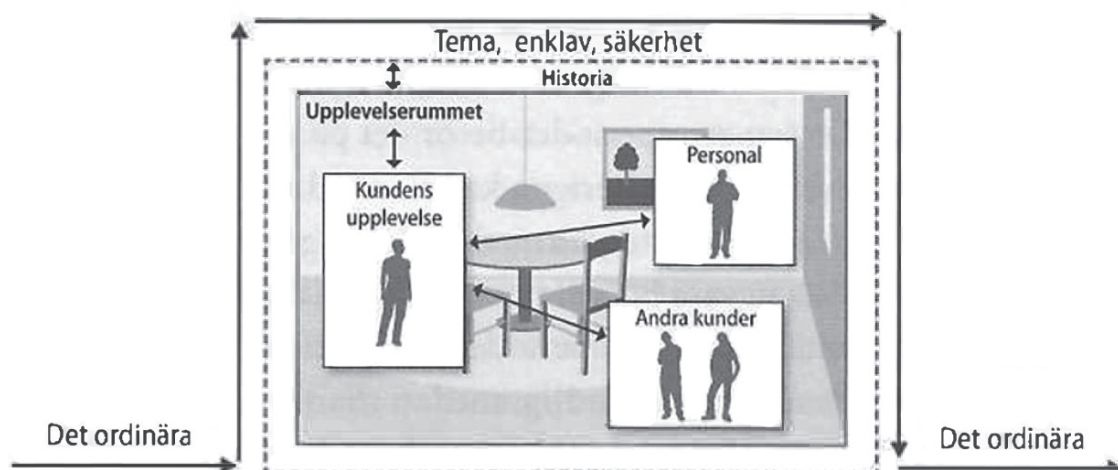 Tema, enklav, säkerhet
Historia
Upplevelserummet
Kundens
upplevelse
Personal
Andra kunder
Det ordinära
Det ordinära